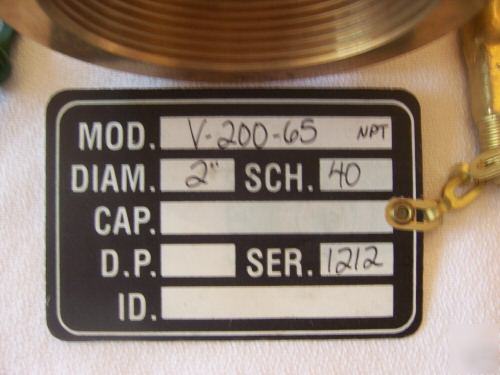 MOD. V-200-65 NPT
DIAM. 2" SCH. 40
CAP.
D.P. SER. 1212
ID.